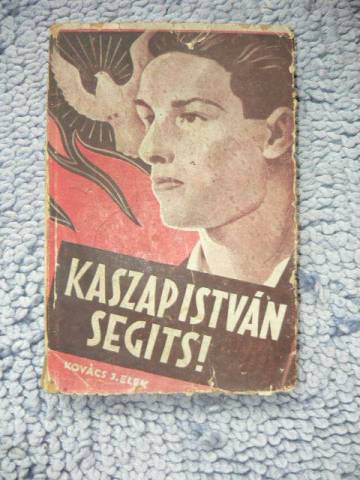 KASZAP ISTVÁN
SEGITS!
KOVÁCS J. ELEK